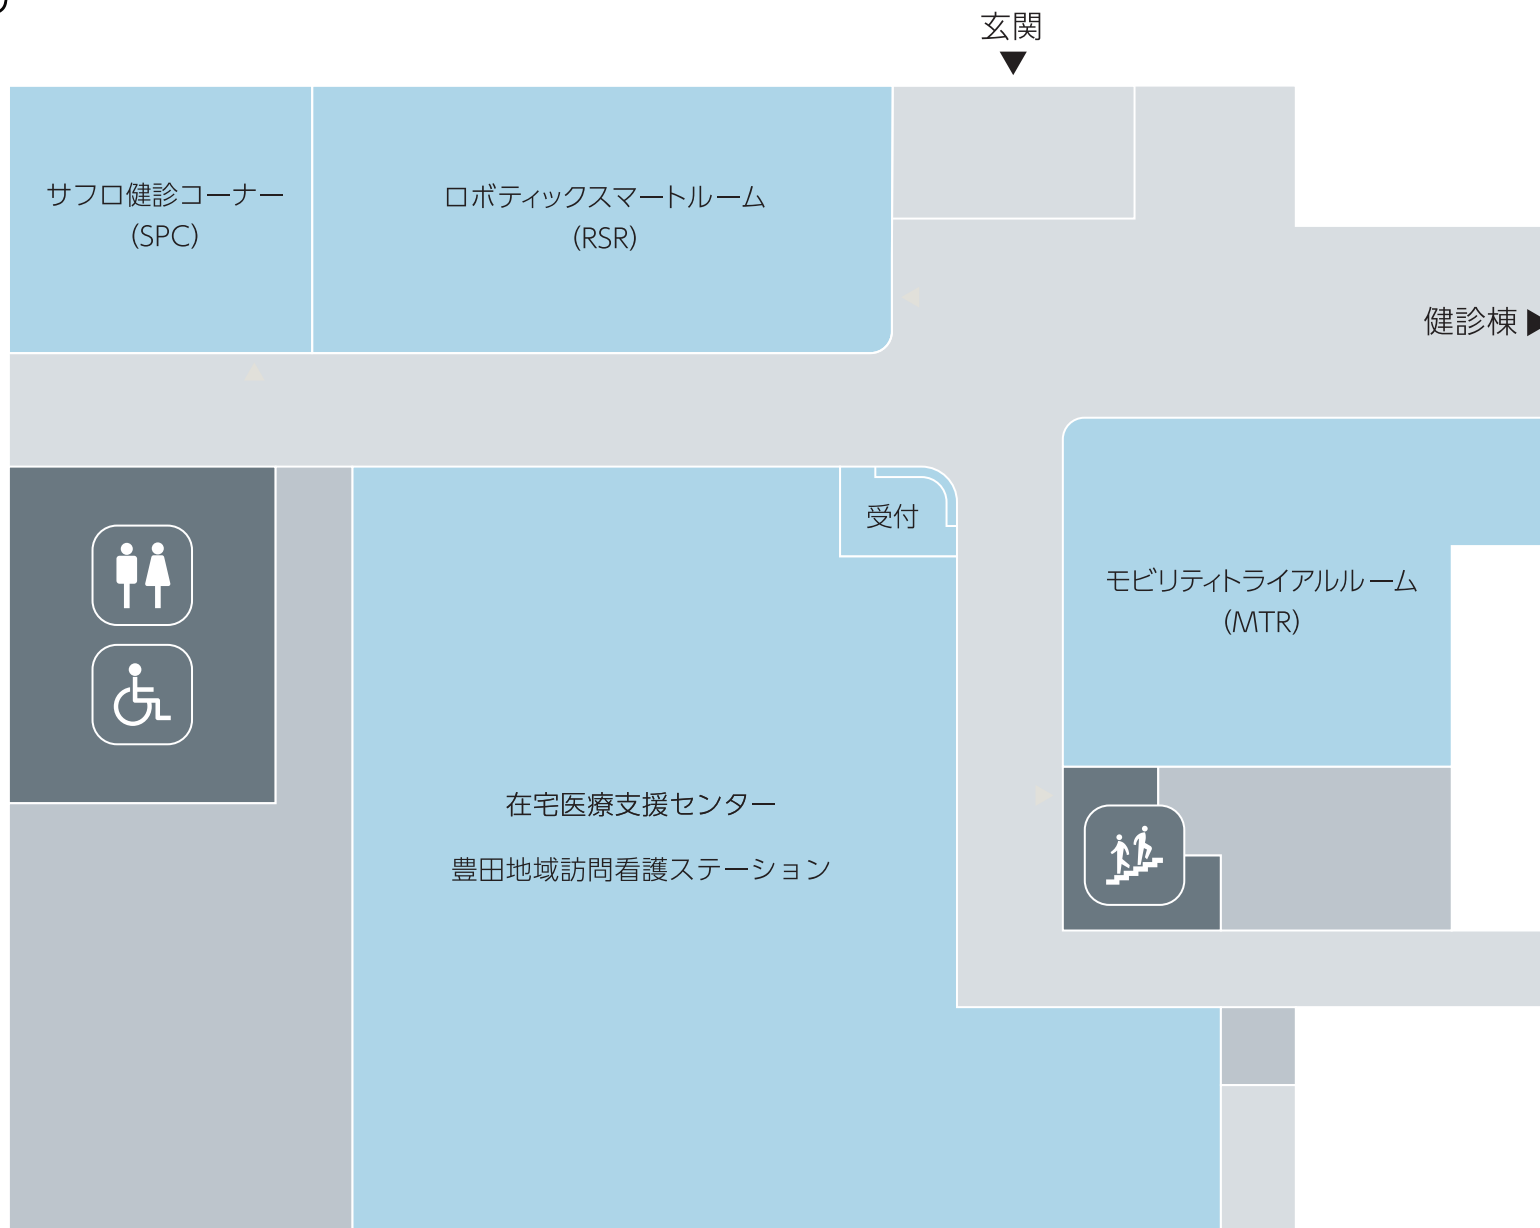 玄関
サフロ健診コーナー
(SPC)
ロボティックスマートルーム
(RSR)
健診棟
受付
モビリティトライアルルーム
(MTR)
在宅医療支援センター
豊田地域訪問看護ステーション